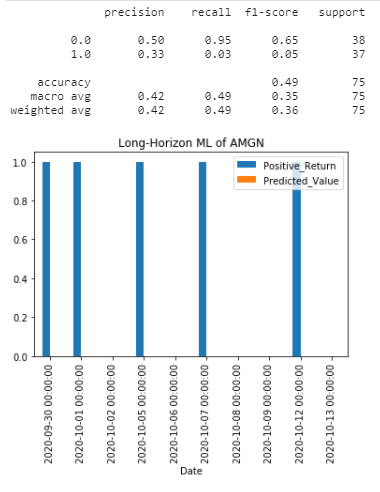 precision recall f1-score support
0.0 0.50 0.95 0.65 38
1.0 0.33 0.03 0.05 37
accuracy 0.49 75
macro avg 0.42 0.49 0.35 75
weighted avg 0.42 0.49 0.36 75
Long-Horizon ML of AMGN
Positive_Return
Predicted_Value
1.0
0.8
0.6
0.4
0.2
0.0
2020-09-30 00:00:00
2020-10-01 00:00:00
2020-10-02 00:00:00
2020-10-05 00:00:00
2020-10-06 00:00:00
2020-10-07 00:00:00
2020-10-08 00:00:00
2020-10-09 00:00:00
2020-10-12 00:00:00
2020-10-13 00:00:00
Date